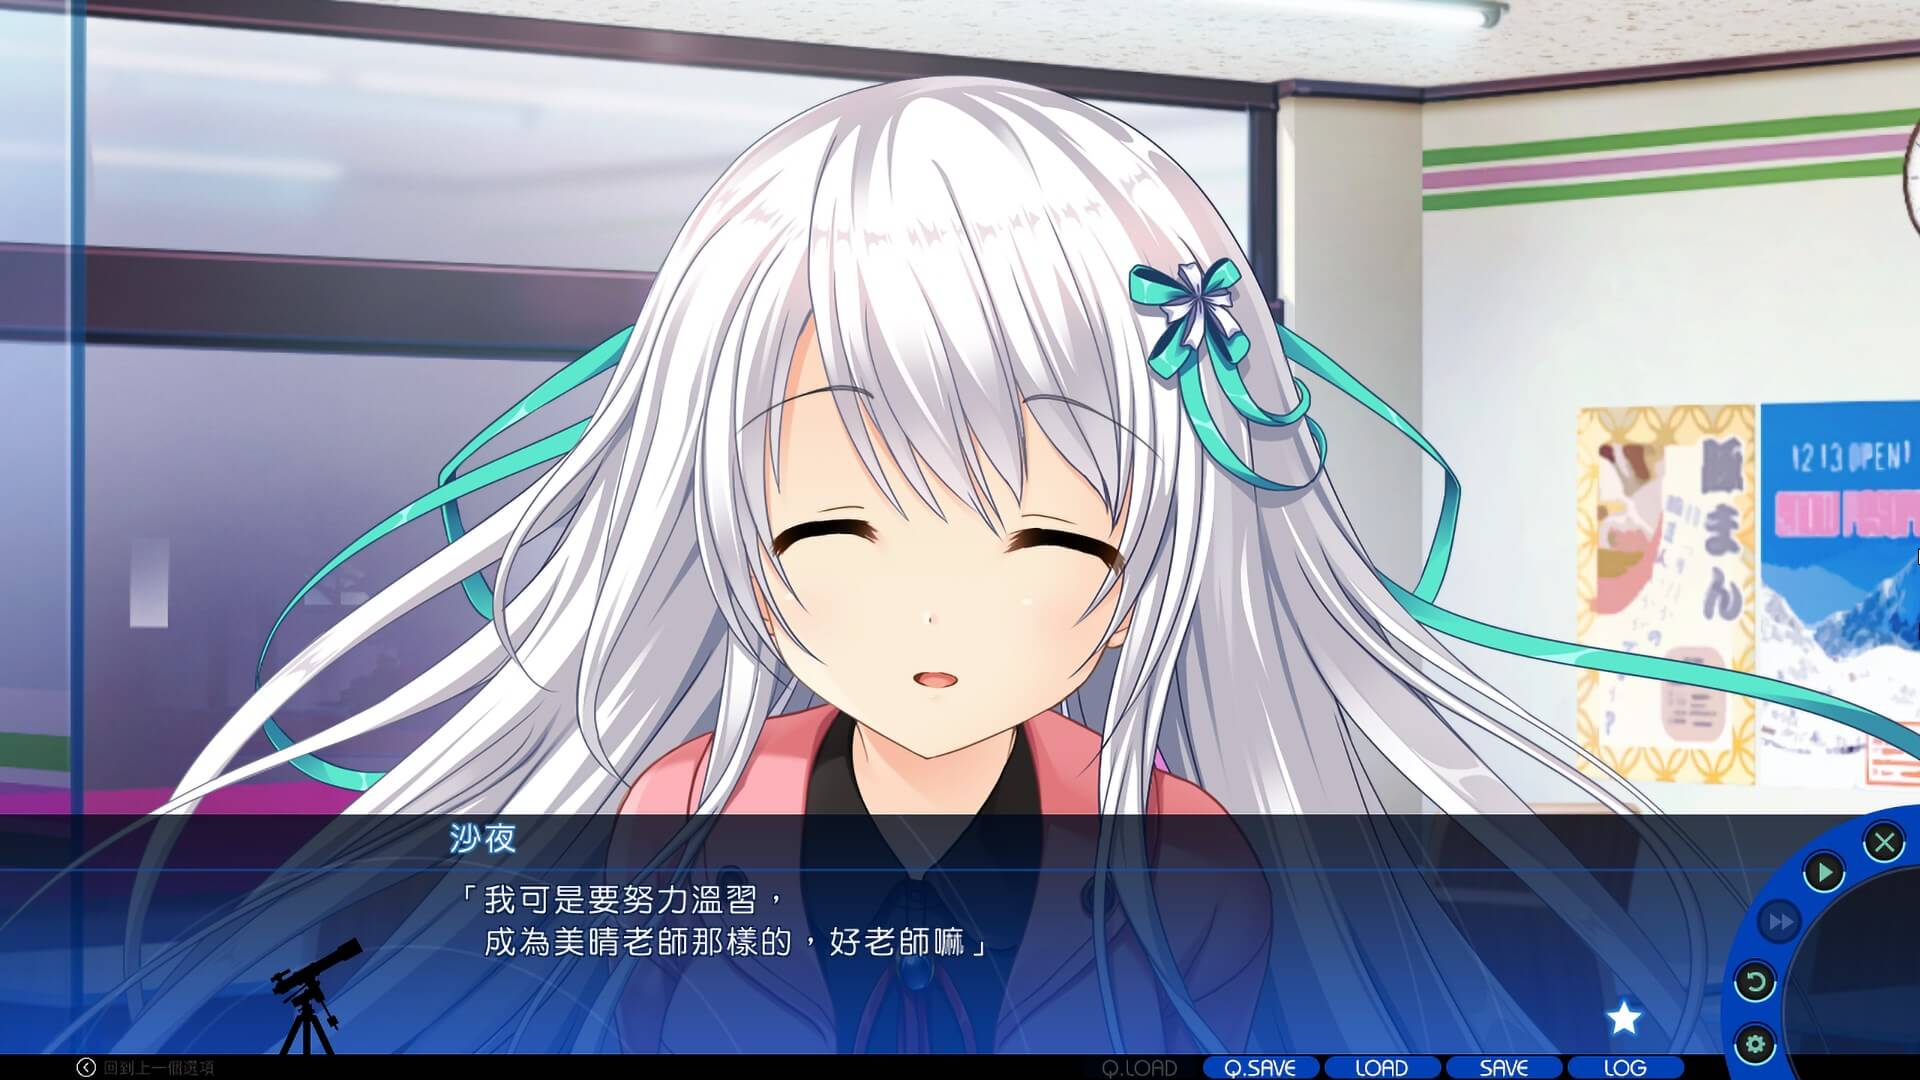 豚まん
12 13 OPEN!
沙夜
「我可是要努力溫習，
成為美晴老師那樣的，好老師嘛」
回到上一個選項
Q.LOAD
Q.SAVE
LOAD
SAVE
LOG